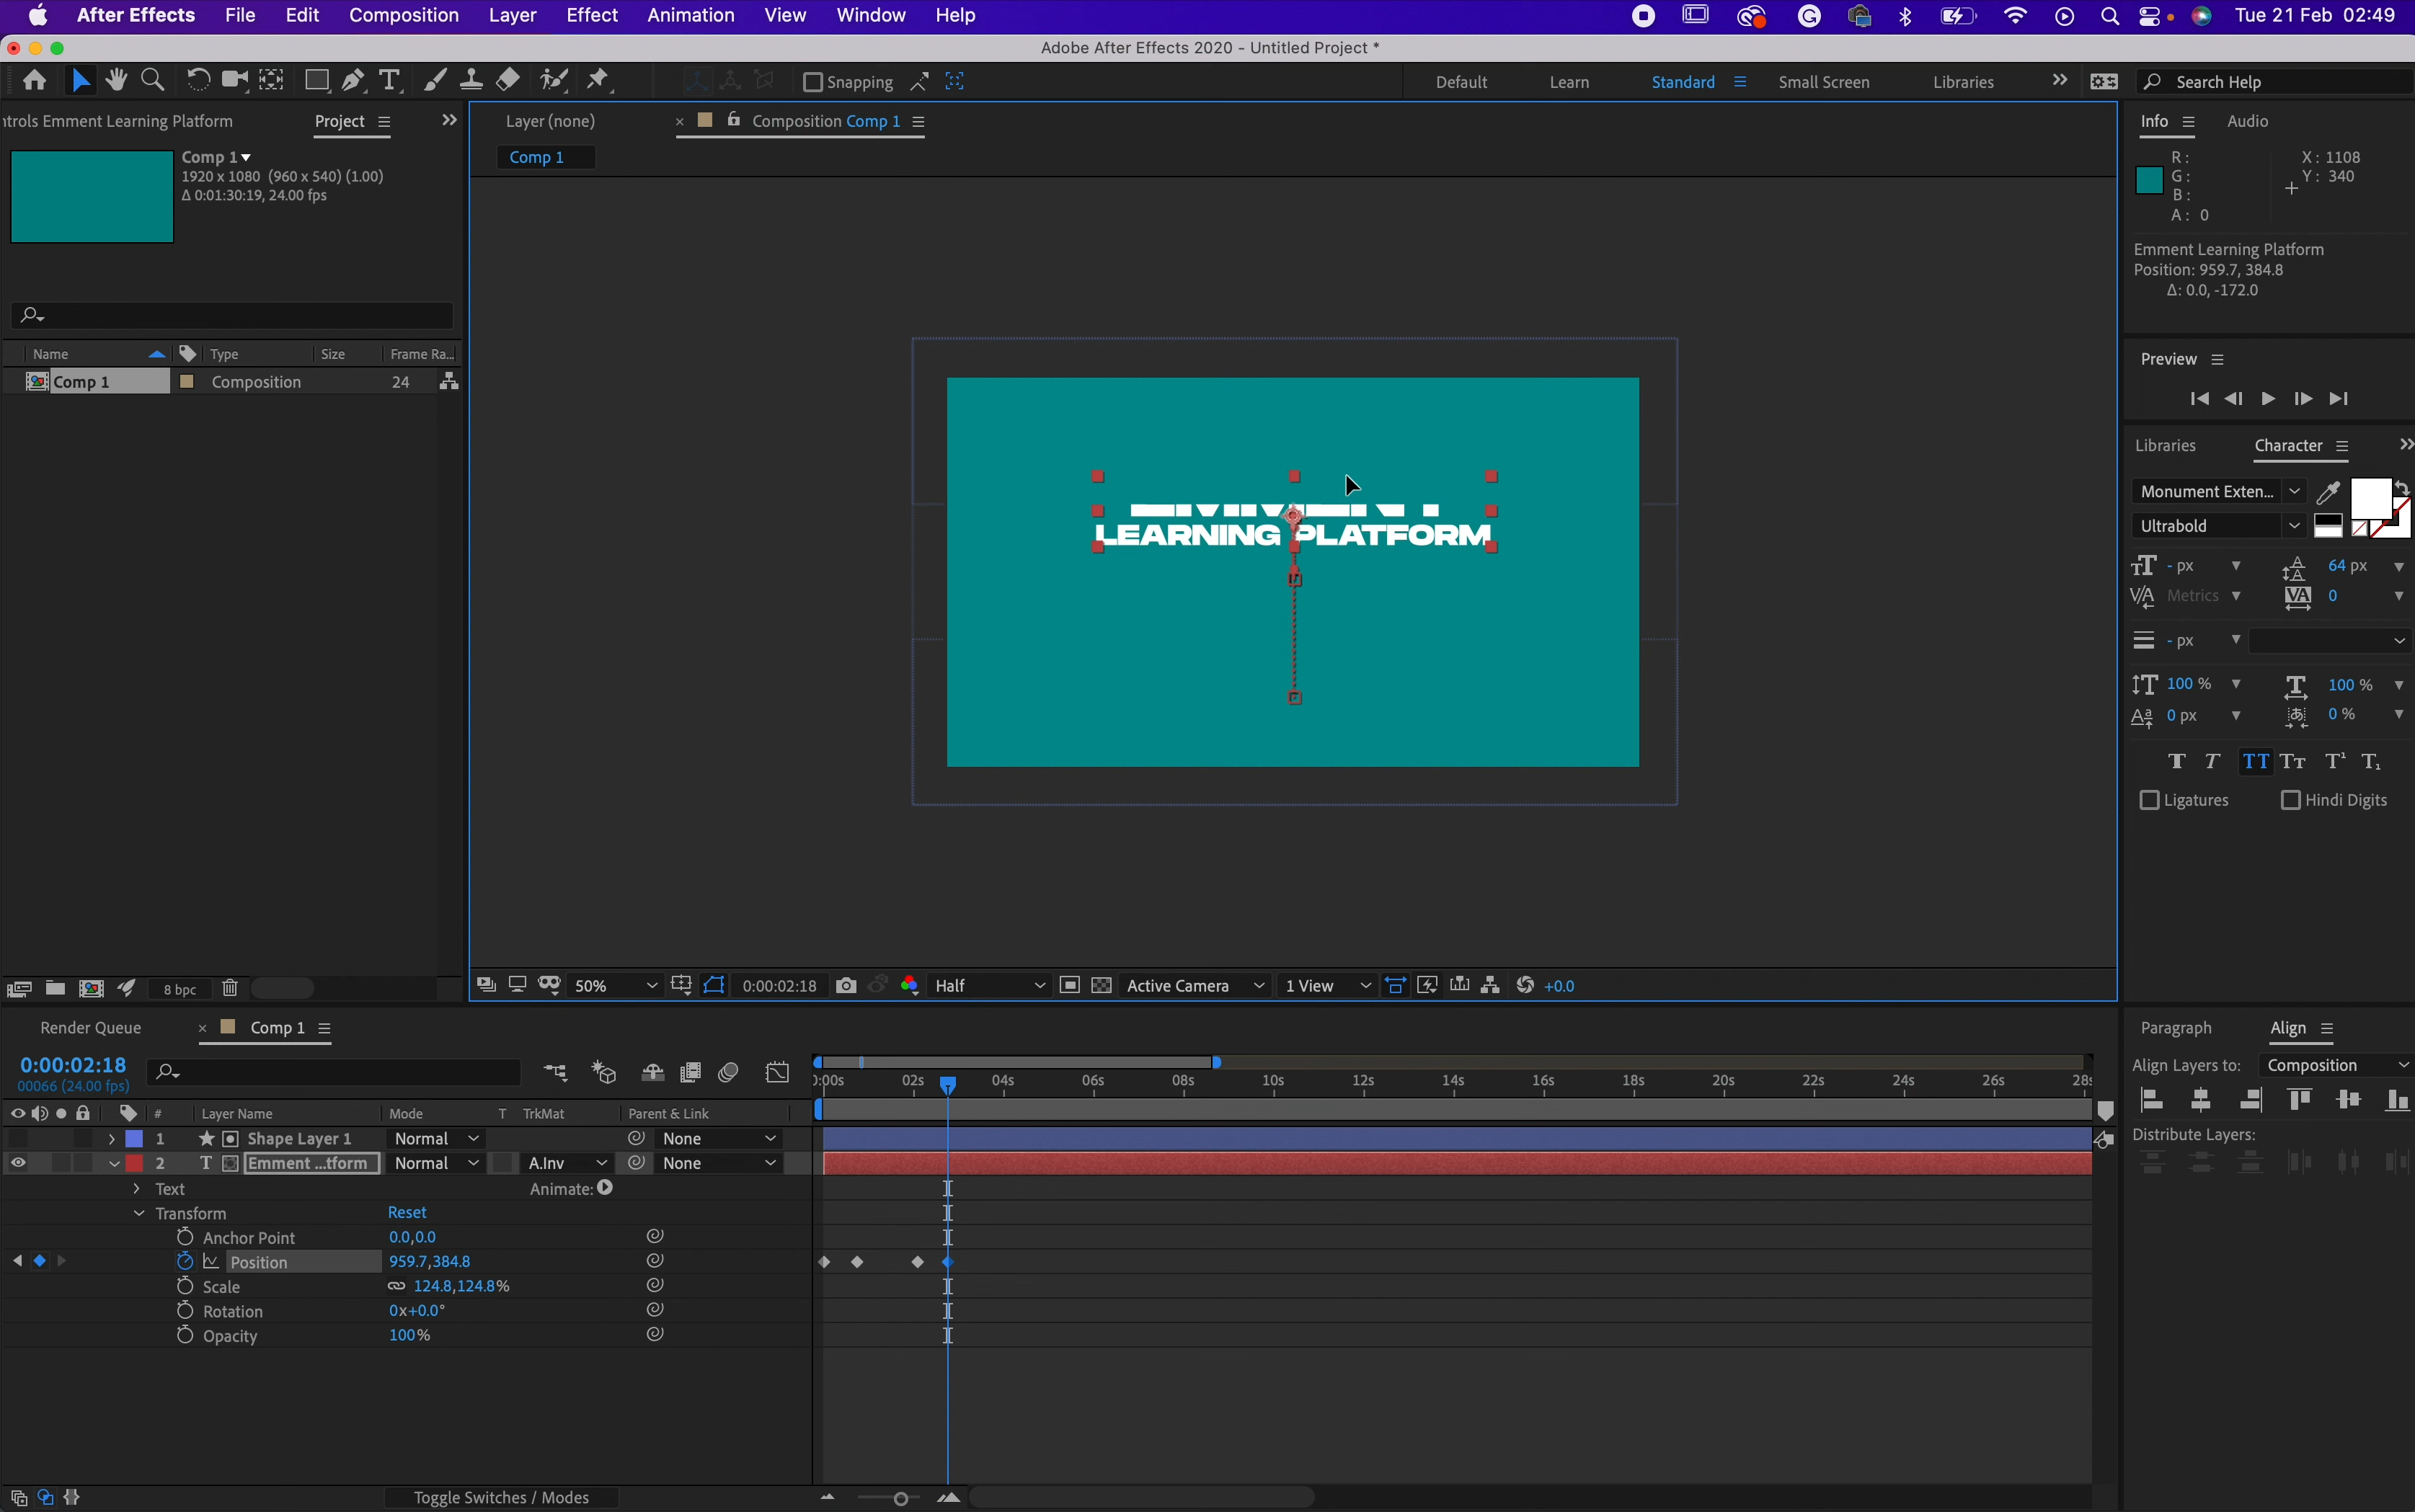 After Effects File Edit Composition Layer Effect Animation View Window Help Tue 21 Feb 02:49
Adobe After Effects 2020 - Untitled Project *
Snapping Default Learn Standard Small Screen Libraries Search Help
ntrols Emment Learning Platform Project
Comp 1
1920 x 1080 (960 x 540) (1.00)
Δ 0:01:30:19, 24.00 fps
Name Type Size Frame Ra...
Comp 1 Composition 24
8 bpc
Layer (none) Composition Comp 1
Comp 1
LEARNING PLATFORM
50% 0:00:02:18 Half Active Camera 1 View +0.0
Info Audio
R: X: 1108
G: Y: 340
B:
A: 0
Emment Learning Platform
Position: 959.7, 384.8
Δ: 0.0, -172.0
Preview
Libraries Character
Monument Exten...
Ultrabold
- px 64 px
Metrics 0
- px
100 % 100 %
0 px 0 %
T T TT Tт T¹ T₁
Ligatures Hindi Digits
Render Queue Comp 1
0:00:02:18
00066 (24.00 fps)
0:00s 02s 04s 06s 08s 10s 12s 14s 16s 18s 20s 22s 24s 26s 28s
# Layer Name Mode T TrkMat Parent & Link
1 Shape Layer 1 Normal None
2 T Emment ...tform Normal A.Inv None
Text Animate:
Transform Reset
Anchor Point 0.0,0.0
Position 959.7,384.8
Scale 124.8,124.8%
Rotation 0x+0.0°
Opacity 100%
Toggle Switches / Modes
Paragraph Align
Align Layers to: Composition
Distribute Layers: